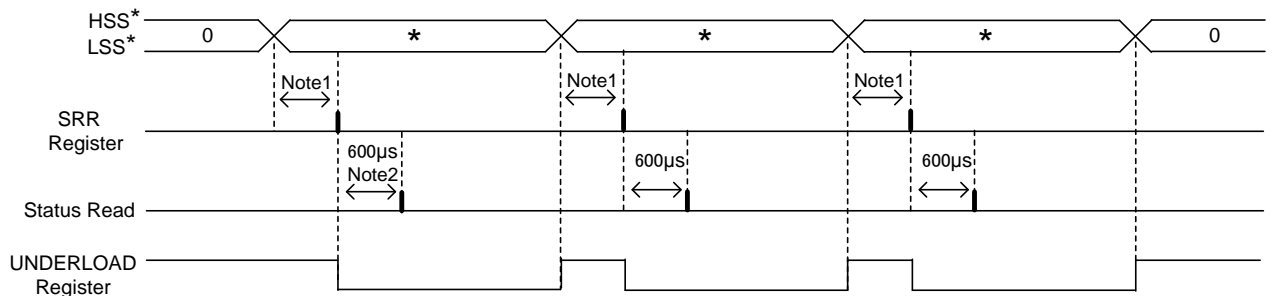 HSS*
LSS*
0
*
*
*
0
Note1
Note1
Note1
SRR
Register
600µs
Note2
600µs
600µs
Status Read
UNDERLOAD
Register